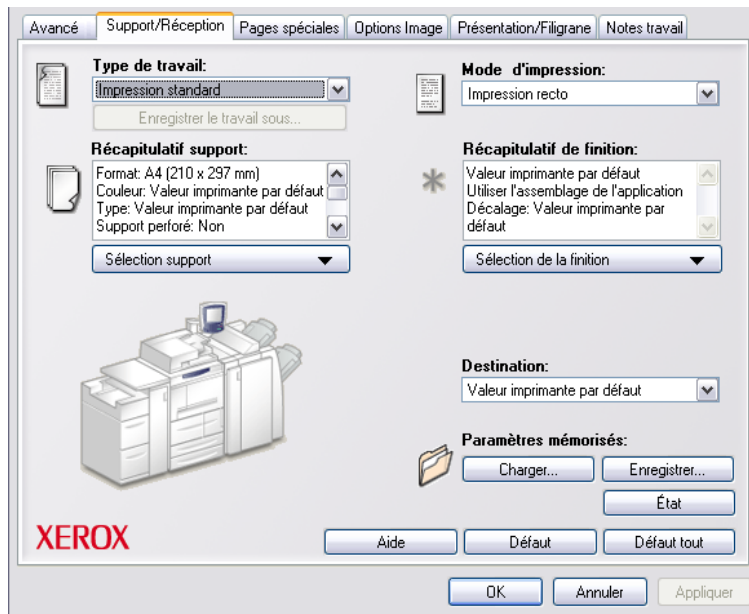 Avancé
Support/Réception
Pages spéciales
Options Image
Présentation/Filigrane
Notes travail
Type de travail:
Impression standard
Enregistrer le travail sous...
Mode d'impression:
Impression recto
Récapitulatif support:
Format: A4 (210 x 297 mm)
Couleur: Valeur imprimante par défaut
Type: Valeur imprimante par défaut
Support perforé: Non
Sélection support
Récapitulatif de finition:
Valeur imprimante par défaut
Utiliser l'assemblage de l'application
Décalage: Valeur imprimante par
défaut
Sélection de la finition
Destination:
Valeur imprimante par défaut
Paramètres mémorisés:
Charger...
Enregistrer...
État
XEROX
Aide
Défaut
Défaut tout
OK
Annuler
Appliquer